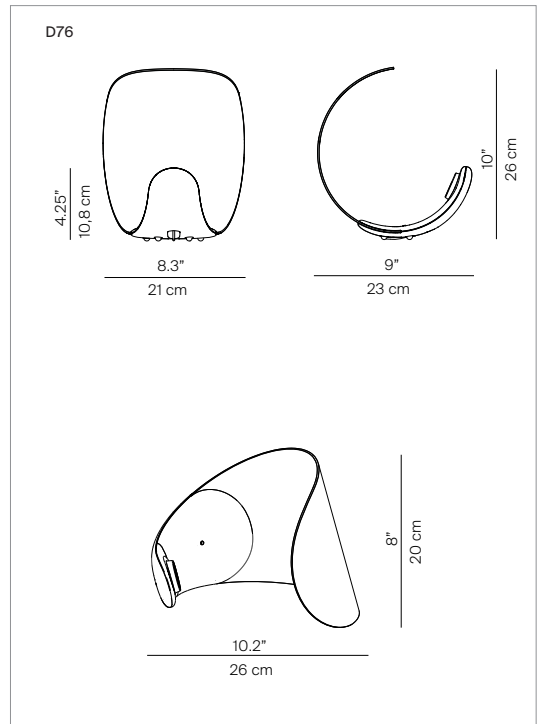 D76
4.25”
10,8 cm
8.3”
21 cm
10”
26 cm
9”
23 cm
8”
20 cm
10.2”
26 cm